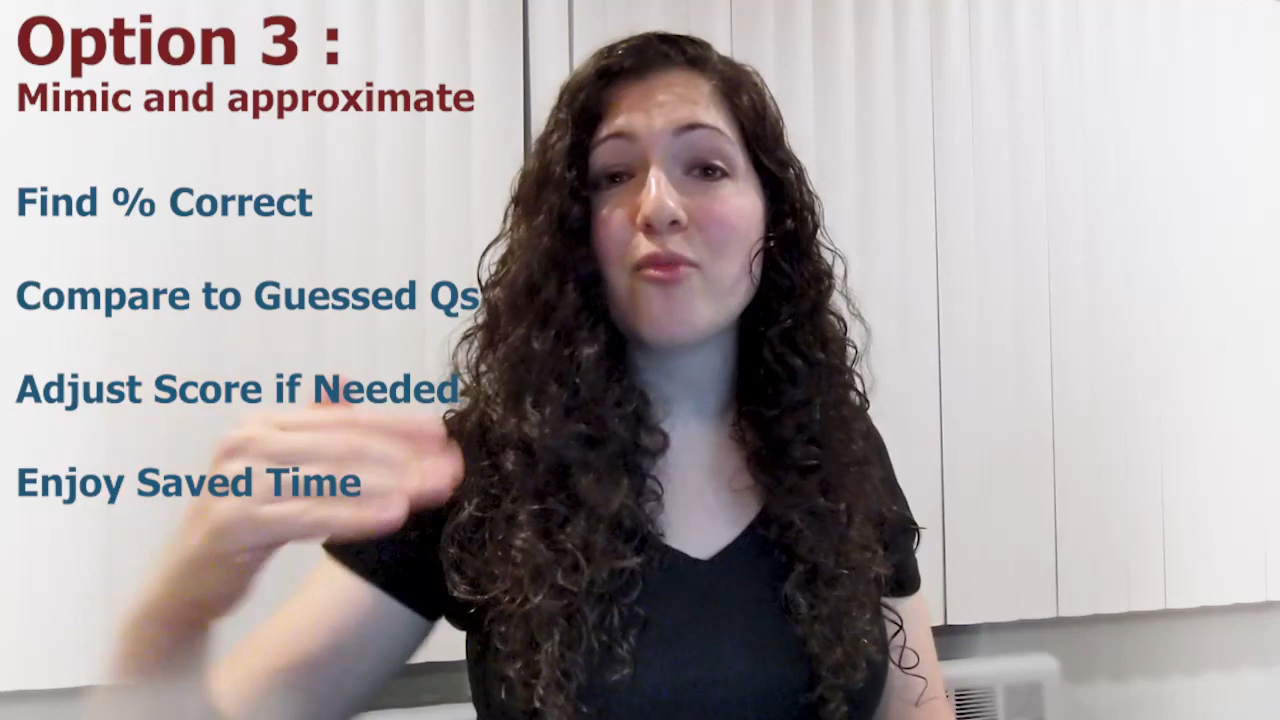 Option 3 :
Mimic and approximate
Find % Correct
Compare to Guessed Qs
Adjust Score if Needed
Enjoy Saved Time